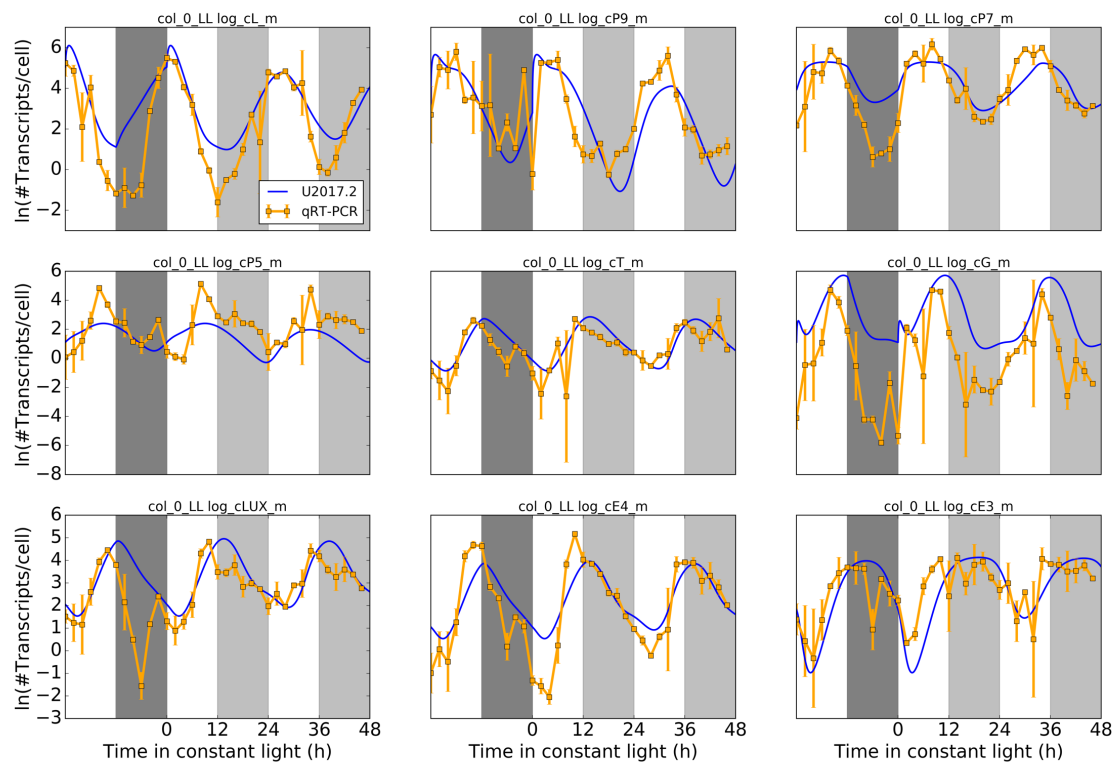 col_0_LL log_cL_m
col_0_LL log_cP9_m
col_0_LL log_cP7_m
ln(#Transcripts/cell)
6
4
2
0
−2
U2017.2
qRT-PCR
col_0_LL log_cP5_m
col_0_LL log_cT_m
col_0_LL log_cG_m
ln(#Transcripts/cell)
6
4
2
0
−2
−4
−6
−8
col_0_LL log_cLUX_m
col_0_LL log_cE4_m
col_0_LL log_cE3_m
ln(#Transcripts/cell)
6
5
4
3
2
1
0
−1
−2
−3
0 12 24 36 48
0 12 24 36 48
0 12 24 36 48
Time in constant light (h)
Time in constant light (h)
Time in constant light (h)